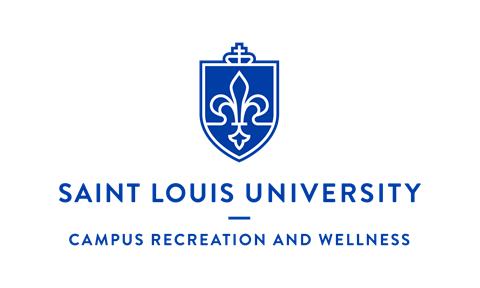 SAINT LOUIS UNIVERSITY
CAMPUS RECREATION AND WELLNESS